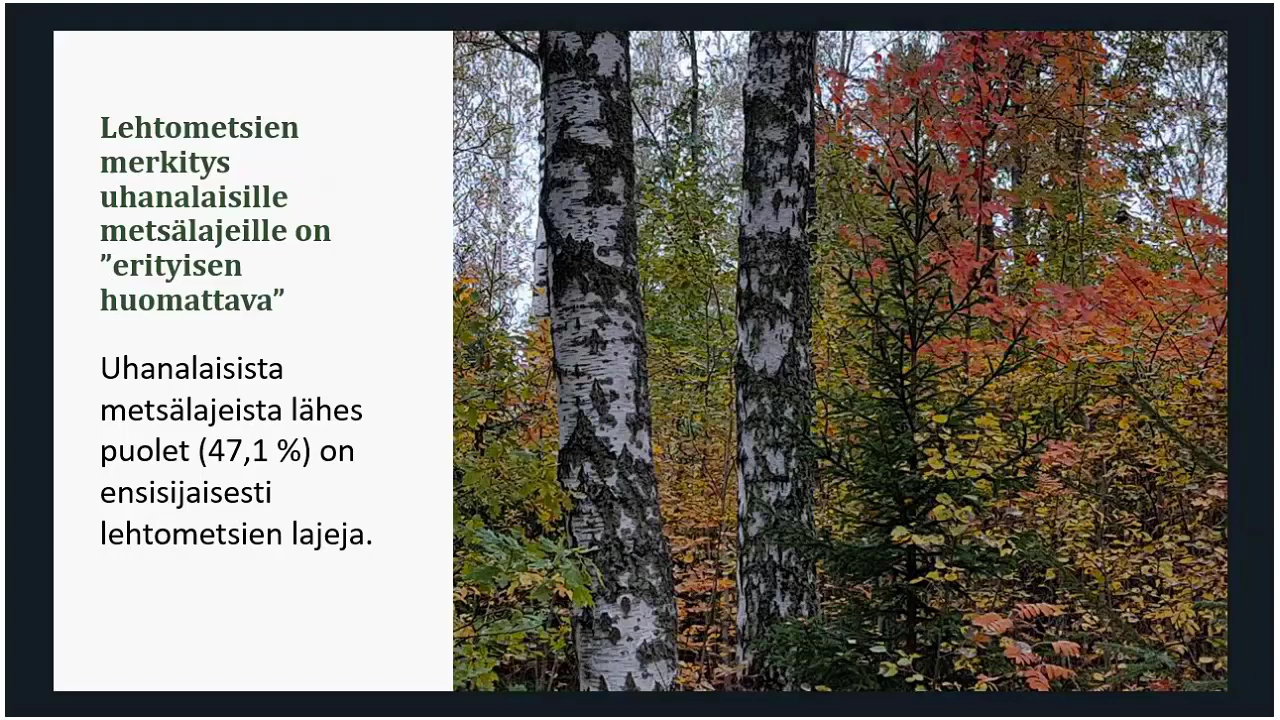 Lehtometsien
merkitys
uhanalaisille
metsälajeille on
”erityisen
huomattava”
Uhanalaisista
metsälajeista lähes
puolet (47,1 %) on
ensisijaisesti
lehtometsien lajeja.